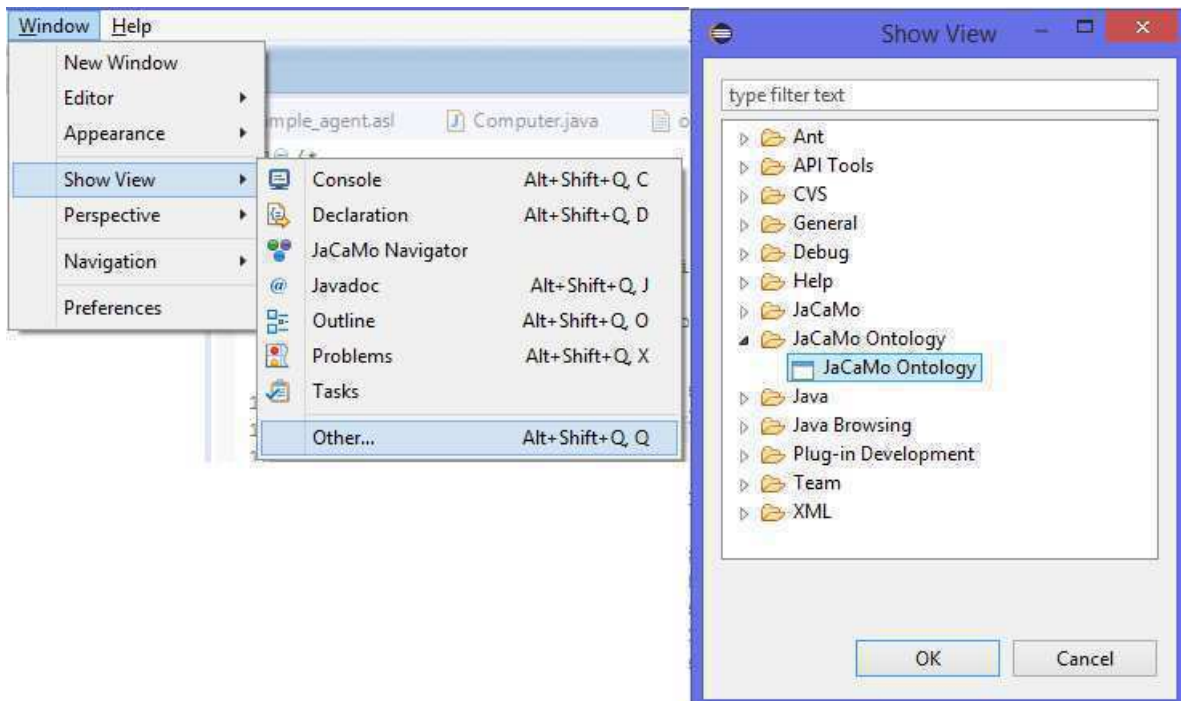 Window Help
New Window
Editor
Appearance
Show View
Perspective
Navigation
Preferences
mple_agent.asl Computer.java o
/*
Console Alt+Shift+Q, C
Declaration Alt+Shift+Q, D
JaCaMo Navigator
Javadoc Alt+Shift+Q, J
Outline Alt+Shift+Q, O
Problems Alt+Shift+Q, X
Tasks
Other... Alt+Shift+Q, Q
Show View
type filter text
Ant
API Tools
CVS
General
Debug
Help
JaCaMo
JaCaMo Ontology
JaCaMo Ontology
Java
Java Browsing
Plug-in Development
Team
XML
OK Cancel